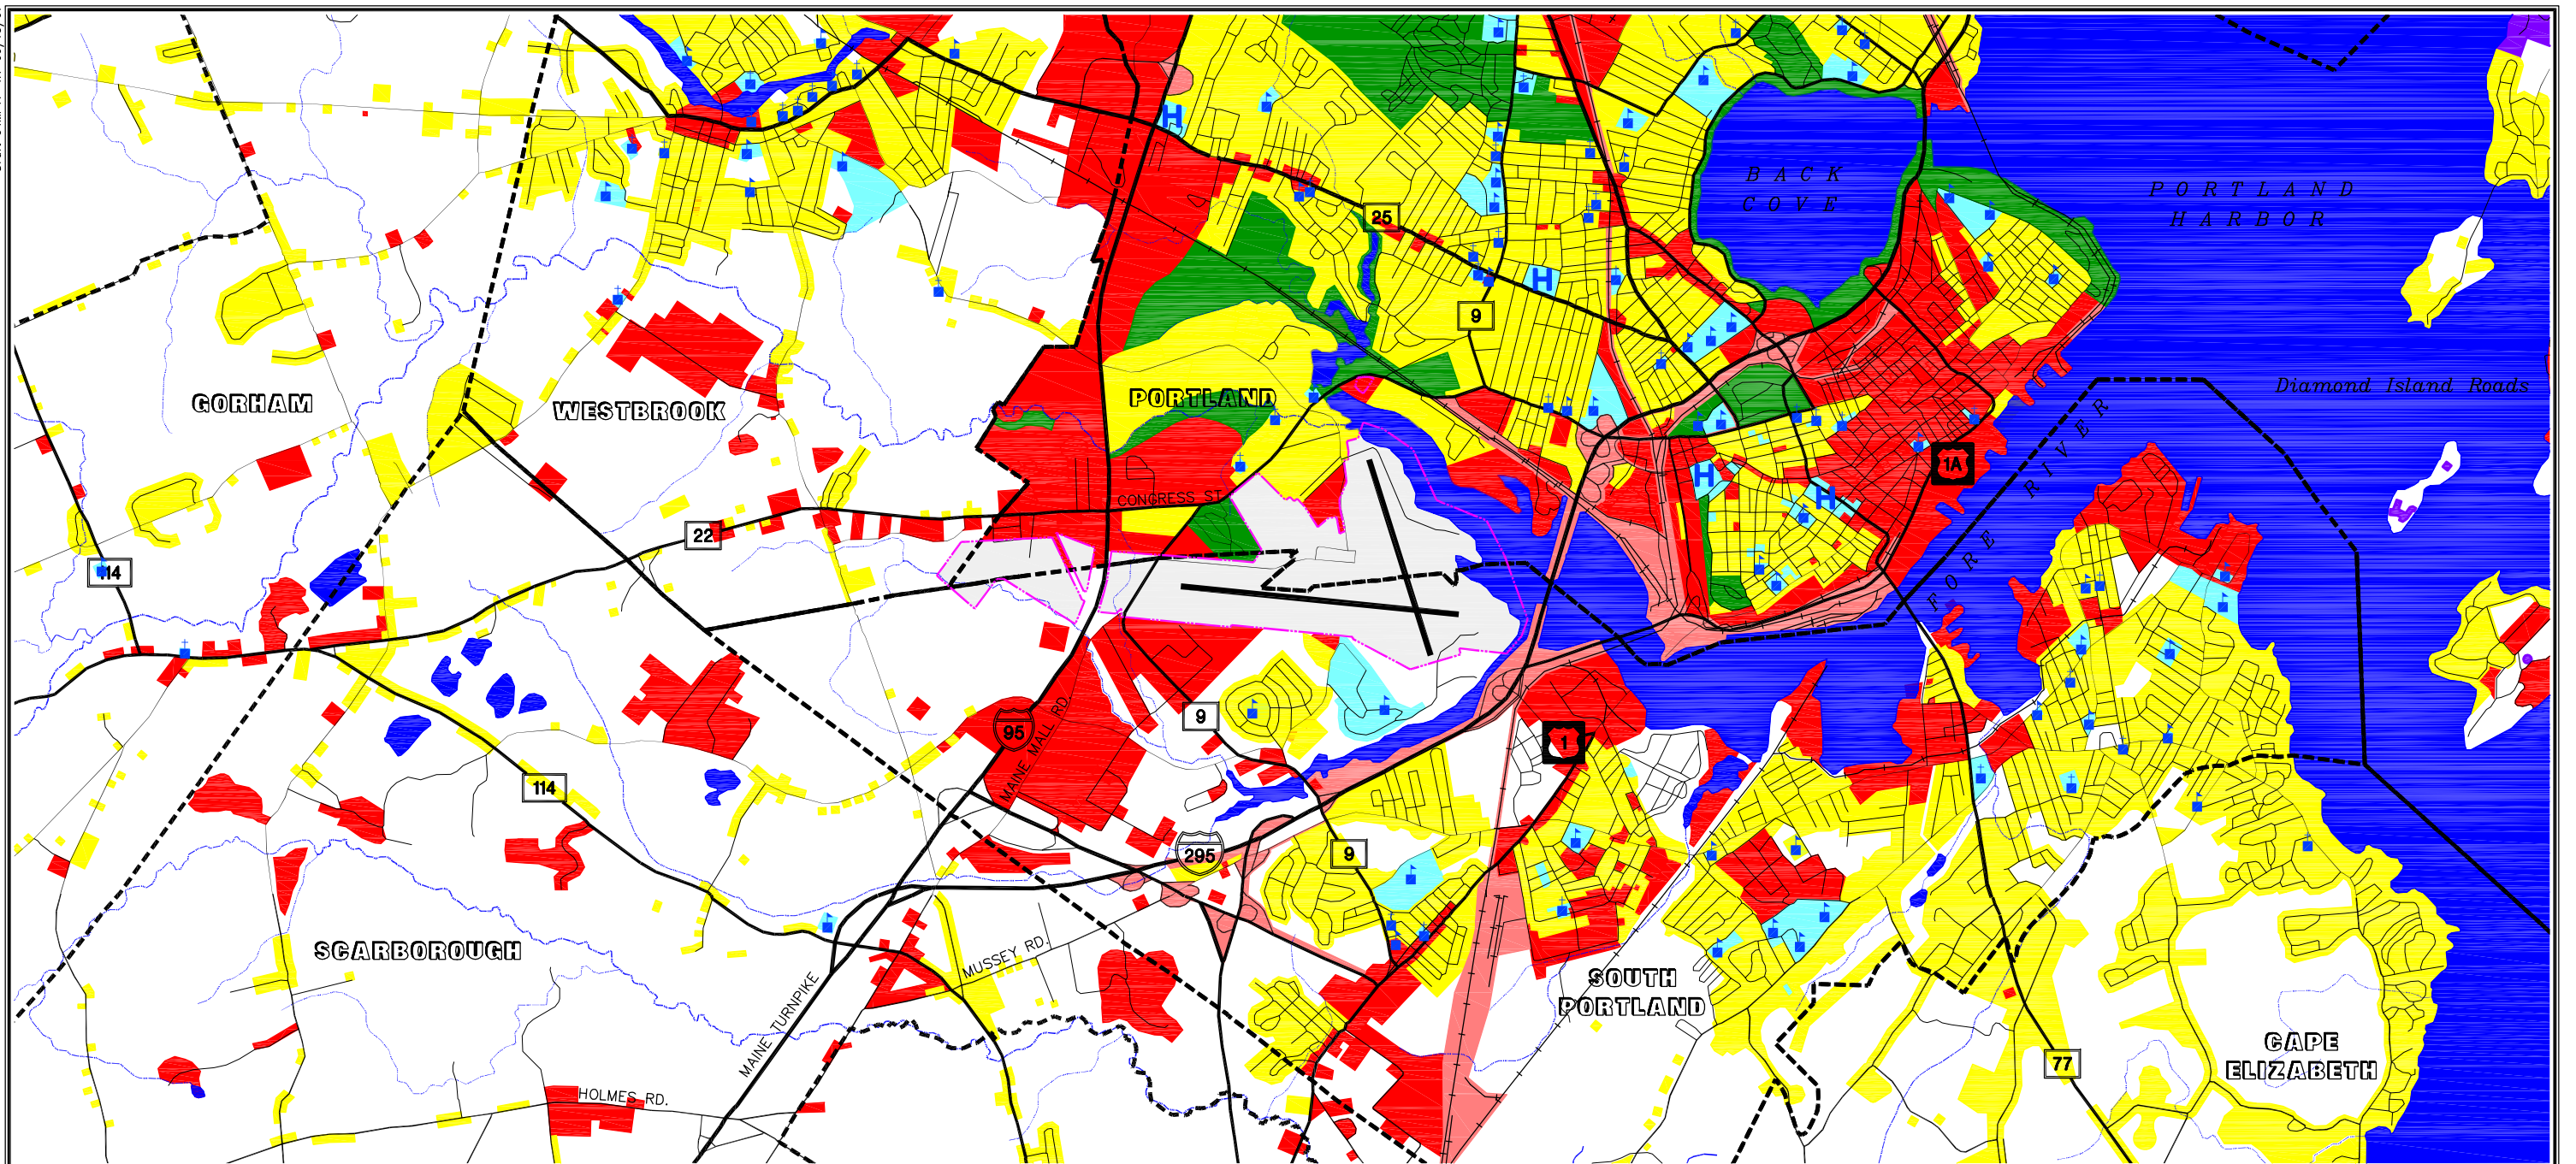 H
BACK
COVE
PORTLAND
HARBOR
25
H
9
GORHAM
WESTBROOK
PORTLAND
Diamond Island Roads
1A
H
H
CONGRESS ST.
22
114
FORE RIVER
95
MAINE MALL RD
9
1
114
295
9
SCARBOROUGH
MUSSEY RD.
MAINE TURNPIKE
SOUTH
PORTLAND
HOLMES RD.
77
CAPE
ELIZABETH